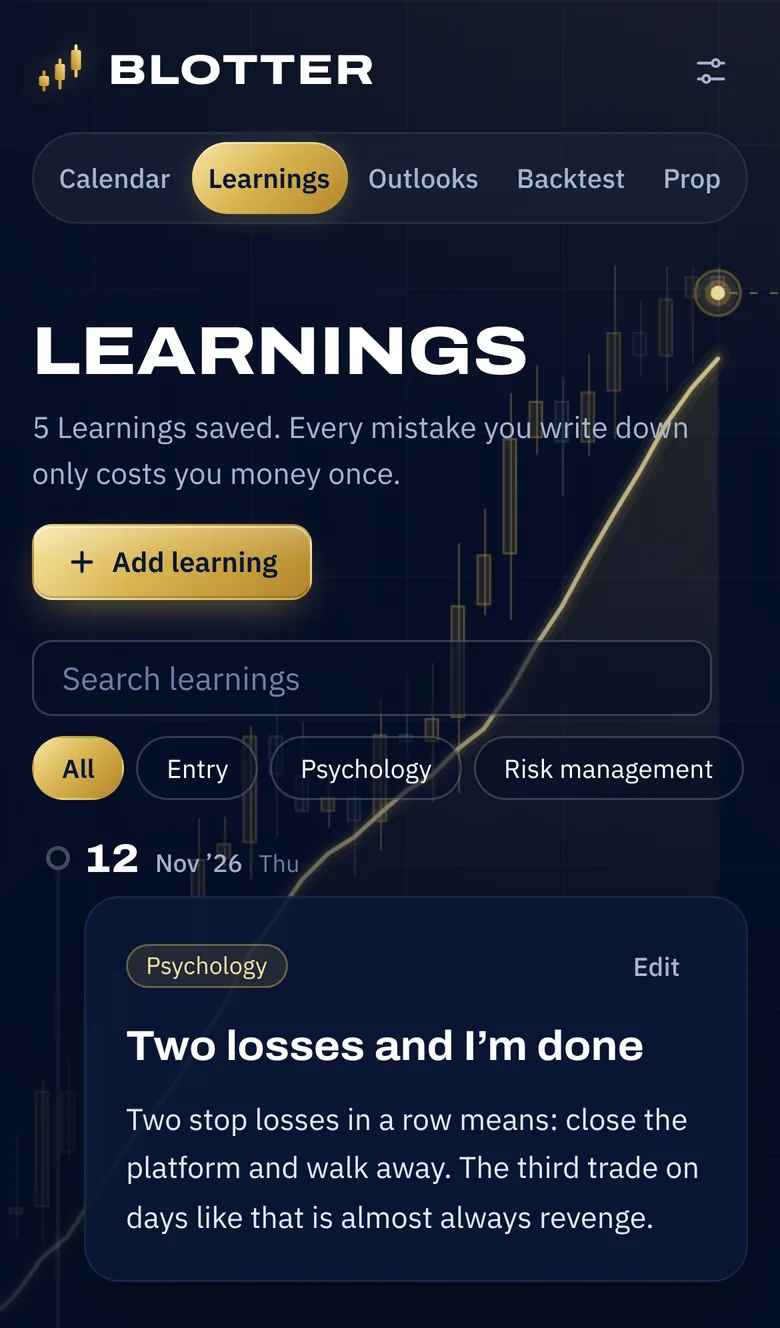 BLOTTER
Calendar Learnings Outlooks Backtest Prop
LEARNINGS
5 Learnings saved. Every mistake you write down
only costs you money once.
+ Add learning
Search learnings
All Entry Psychology Risk management
12 Nov ’26 Thu
Psychology Edit
Two losses and I’m done
Two stop losses in a row means: close the
platform and walk away. The third trade on
days like that is almost always revenge.